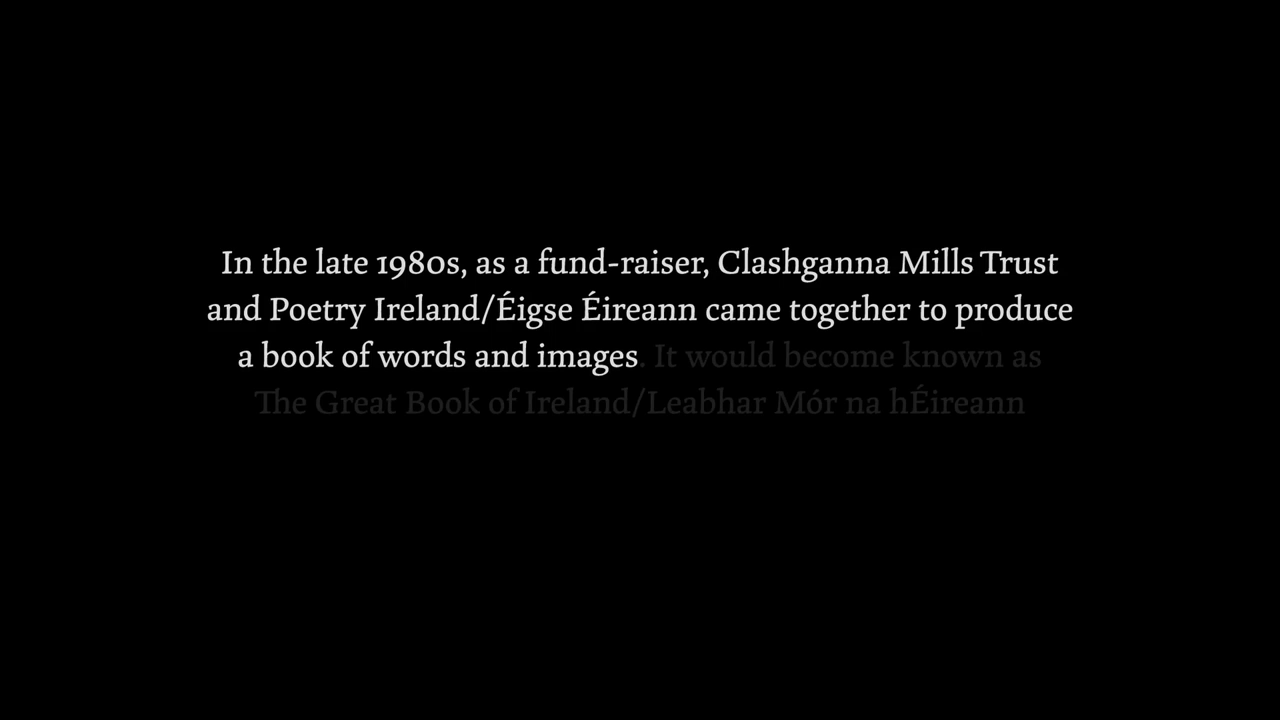 In the late 1980s, as a fund-raiser, Clashganna Mills Trust
and Poetry Ireland/Éigse Éireann came together to produce
a book of words and images. It would become known as
The Great Book of Ireland/Leabhar Mór na hÉireann